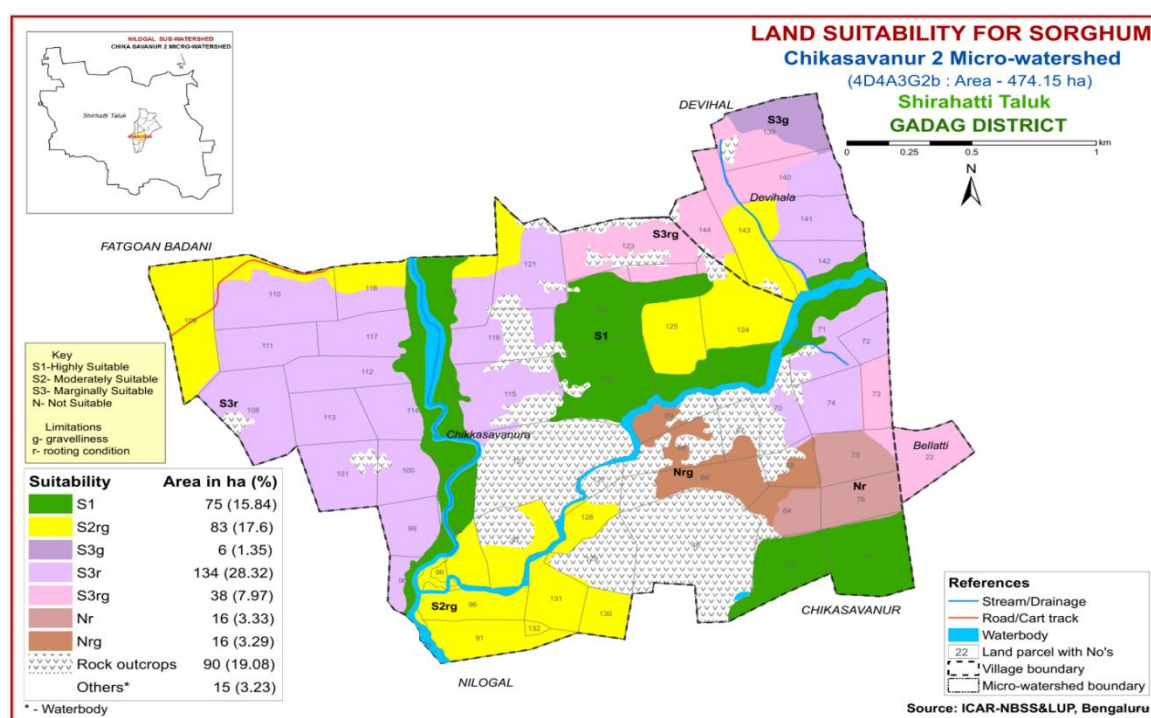 LAND SUITABILITY FOR SORGHUM
Chikasavanur 2 Micro-watershed
(4D4A3G2b : Area - 474.15 ha)
Shirahatti Taluk
GADAG DISTRICT
0 0.25 0.5 1 km
N
NILOGAL SUB-WATERSHED
CHIKA SAVANUR 2 MICRO-WATERSHED
N
Shirhatti Taluk
DEVIHAL
S3g
139
140
Devihala
141
143
144
142
FATGOAN BADANI
S3rg
123
121
118
110
109
111
117
116
112
S1
125
124
71
72
73
74
70
115
S3r
108
113
114
Chikkasavanura
101
100
99
Bellatti
22
Nrg
Nr
75
76
64
66
128
96
S2rg
98
91
131
132
130
NILOGAL
CHIKASAVANUR
Key
S1-Highly Suitable
S2- Moderately Suitable
S3- Marginally Suitable
N- Not Suitable
Limitations
g- gravelliness
r- rooting condition
Suitability Area in ha (%)
S1 75 (15.84)
S2rg 83 (17.6)
S3g 6 (1.35)
S3r 134 (28.32)
S3rg 38 (7.97)
Nr 16 (3.33)
Nrg 16 (3.29)
Rock outcrops 90 (19.08)
Others* 15 (3.23)
* - Waterbody
References
Stream/Drainage
Road/Cart track
Waterbody
22 Land parcel with No's
Village boundary
Micro-watershed boundary
Source: ICAR-NBSS&LUP, Bengaluru